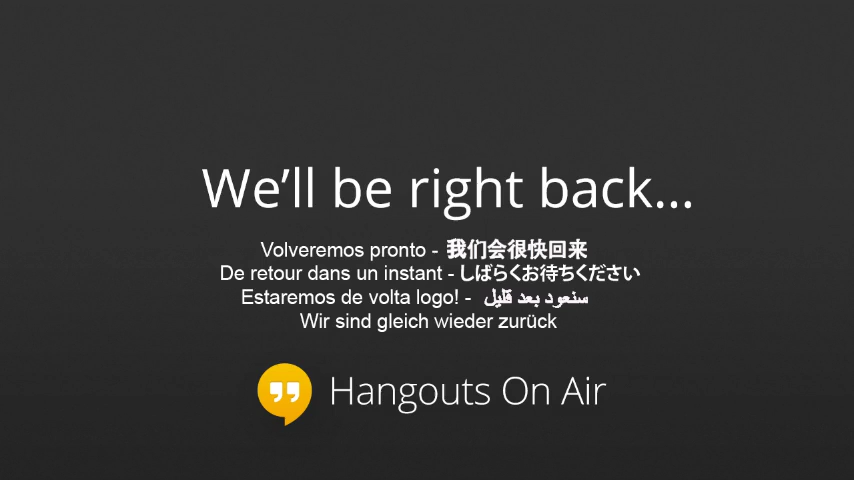 We'll be right back...
Volveremos pronto - 我们会很快回来
De retour dans un instant - しばらくお待ちください
Estaremos de volta logo! - سنعود بعد قليل
Wir sind gleich wieder zurück
Hangouts On Air